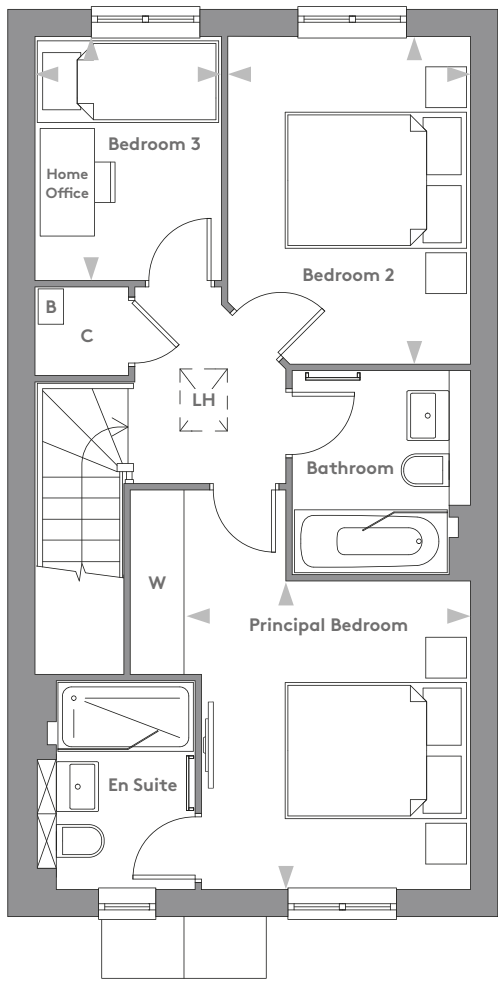 Bedroom 3
Home
Office
Bedroom 2
B
C
LH
Bathroom
W
Principal Bedroom
En Suite